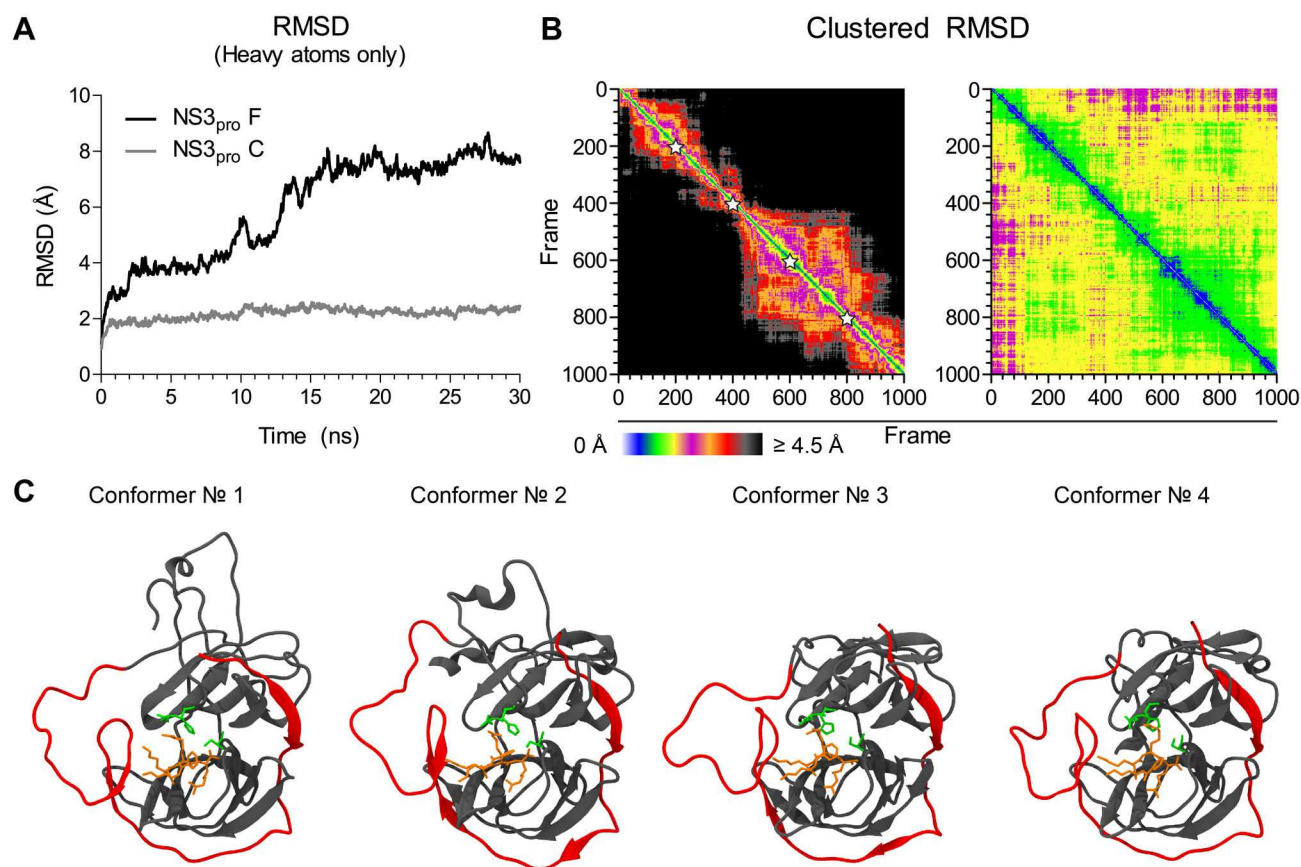 A
RMSD
(Heavy atoms only)
RMSD (Å)
10
8
6
4
2
0
NS3pro F
NS3pro C
0 5 10 15 20 25 30
Time (ns)
B
Clustered RMSD
Frame
0
200
400
600
800
1000
0 200 400 600 800 1000
Frame
0
200
400
600
800
1000
0 200 400 600 800 1000
Frame
0 Å ≥ 4.5 Å
C
Conformer № 1
Conformer № 2
Conformer № 3
Conformer № 4